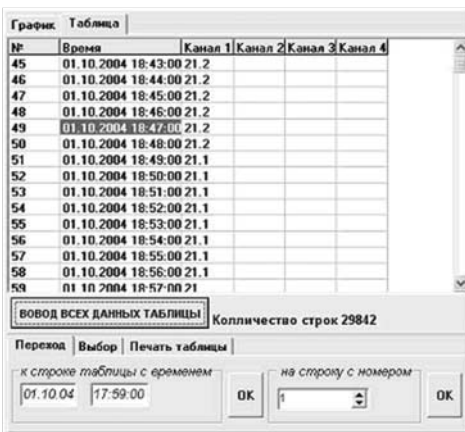 График Таблица
№ Время Канал 1 Канал 2 Канал 3 Канал 4
45 01.10.2004 18:43:00 21.2
46 01.10.2004 18:44:00 21.2
47 01.10.2004 18:45:00 21.2
48 01.10.2004 18:46:00 21.2
49 01.10.2004 18:47:00 21.2
50 01.10.2004 18:48:00 21.2
51 01.10.2004 18:49:00 21.1
52 01.10.2004 18:50:00 21.1
53 01.10.2004 18:51:00 21.1
54 01.10.2004 18:52:00 21.1
55 01.10.2004 18:53:00 21.1
56 01.10.2004 18:54:00 21.1
57 01.10.2004 18:55:00 21.1
58 01.10.2004 18:56:00 21.1
59 01.10.2004 18:57:00 21
ВОВОД ВСЕХ ДАННЫХ ТАБЛИЦЫ Колличество строк 29842
Переход Выбор Печать таблицы
к строке таблицы с временем на строку с номером
01.10.04 17:59:00 OK 1 OK